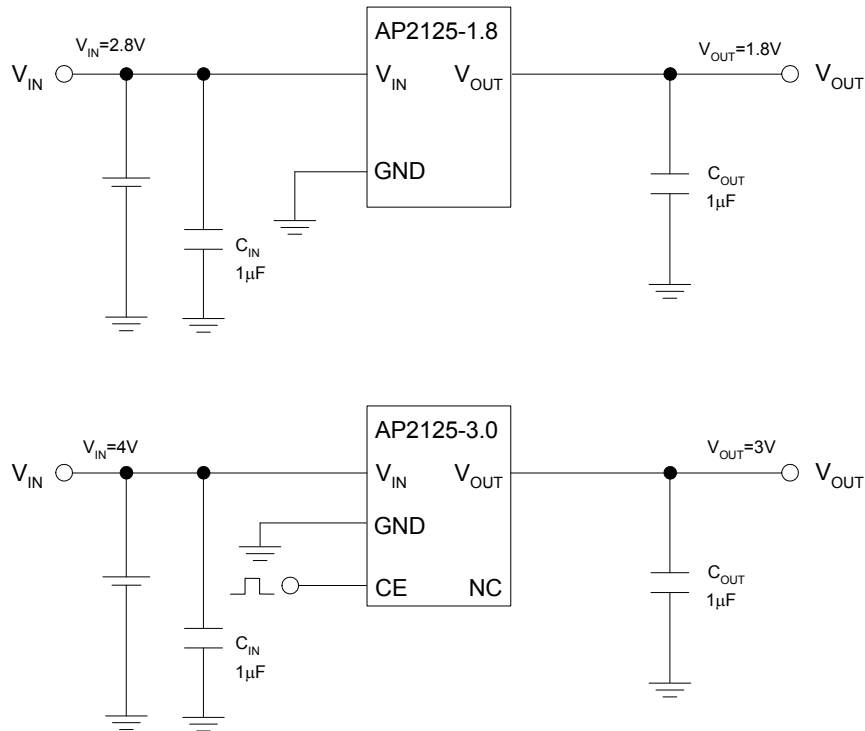 AP2125-1.8
V_IN=2.8V
V_OUT=1.8V
V_IN
V_IN V_OUT
V_OUT
GND
C_OUT
1μF
C_IN
1μF
AP2125-3.0
V_IN=4V
V_OUT=3V
V_IN
V_IN V_OUT
V_OUT
GND
CE NC
C_OUT
1μF
C_IN
1μF